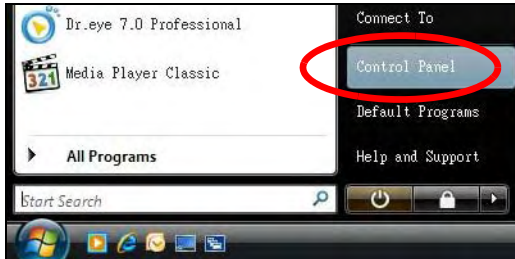 Dr.eye 7.0 Professional
321
Media Player Classic
All Programs
Start Search
Connect To
Control Panel
Default Programs
Help and Support